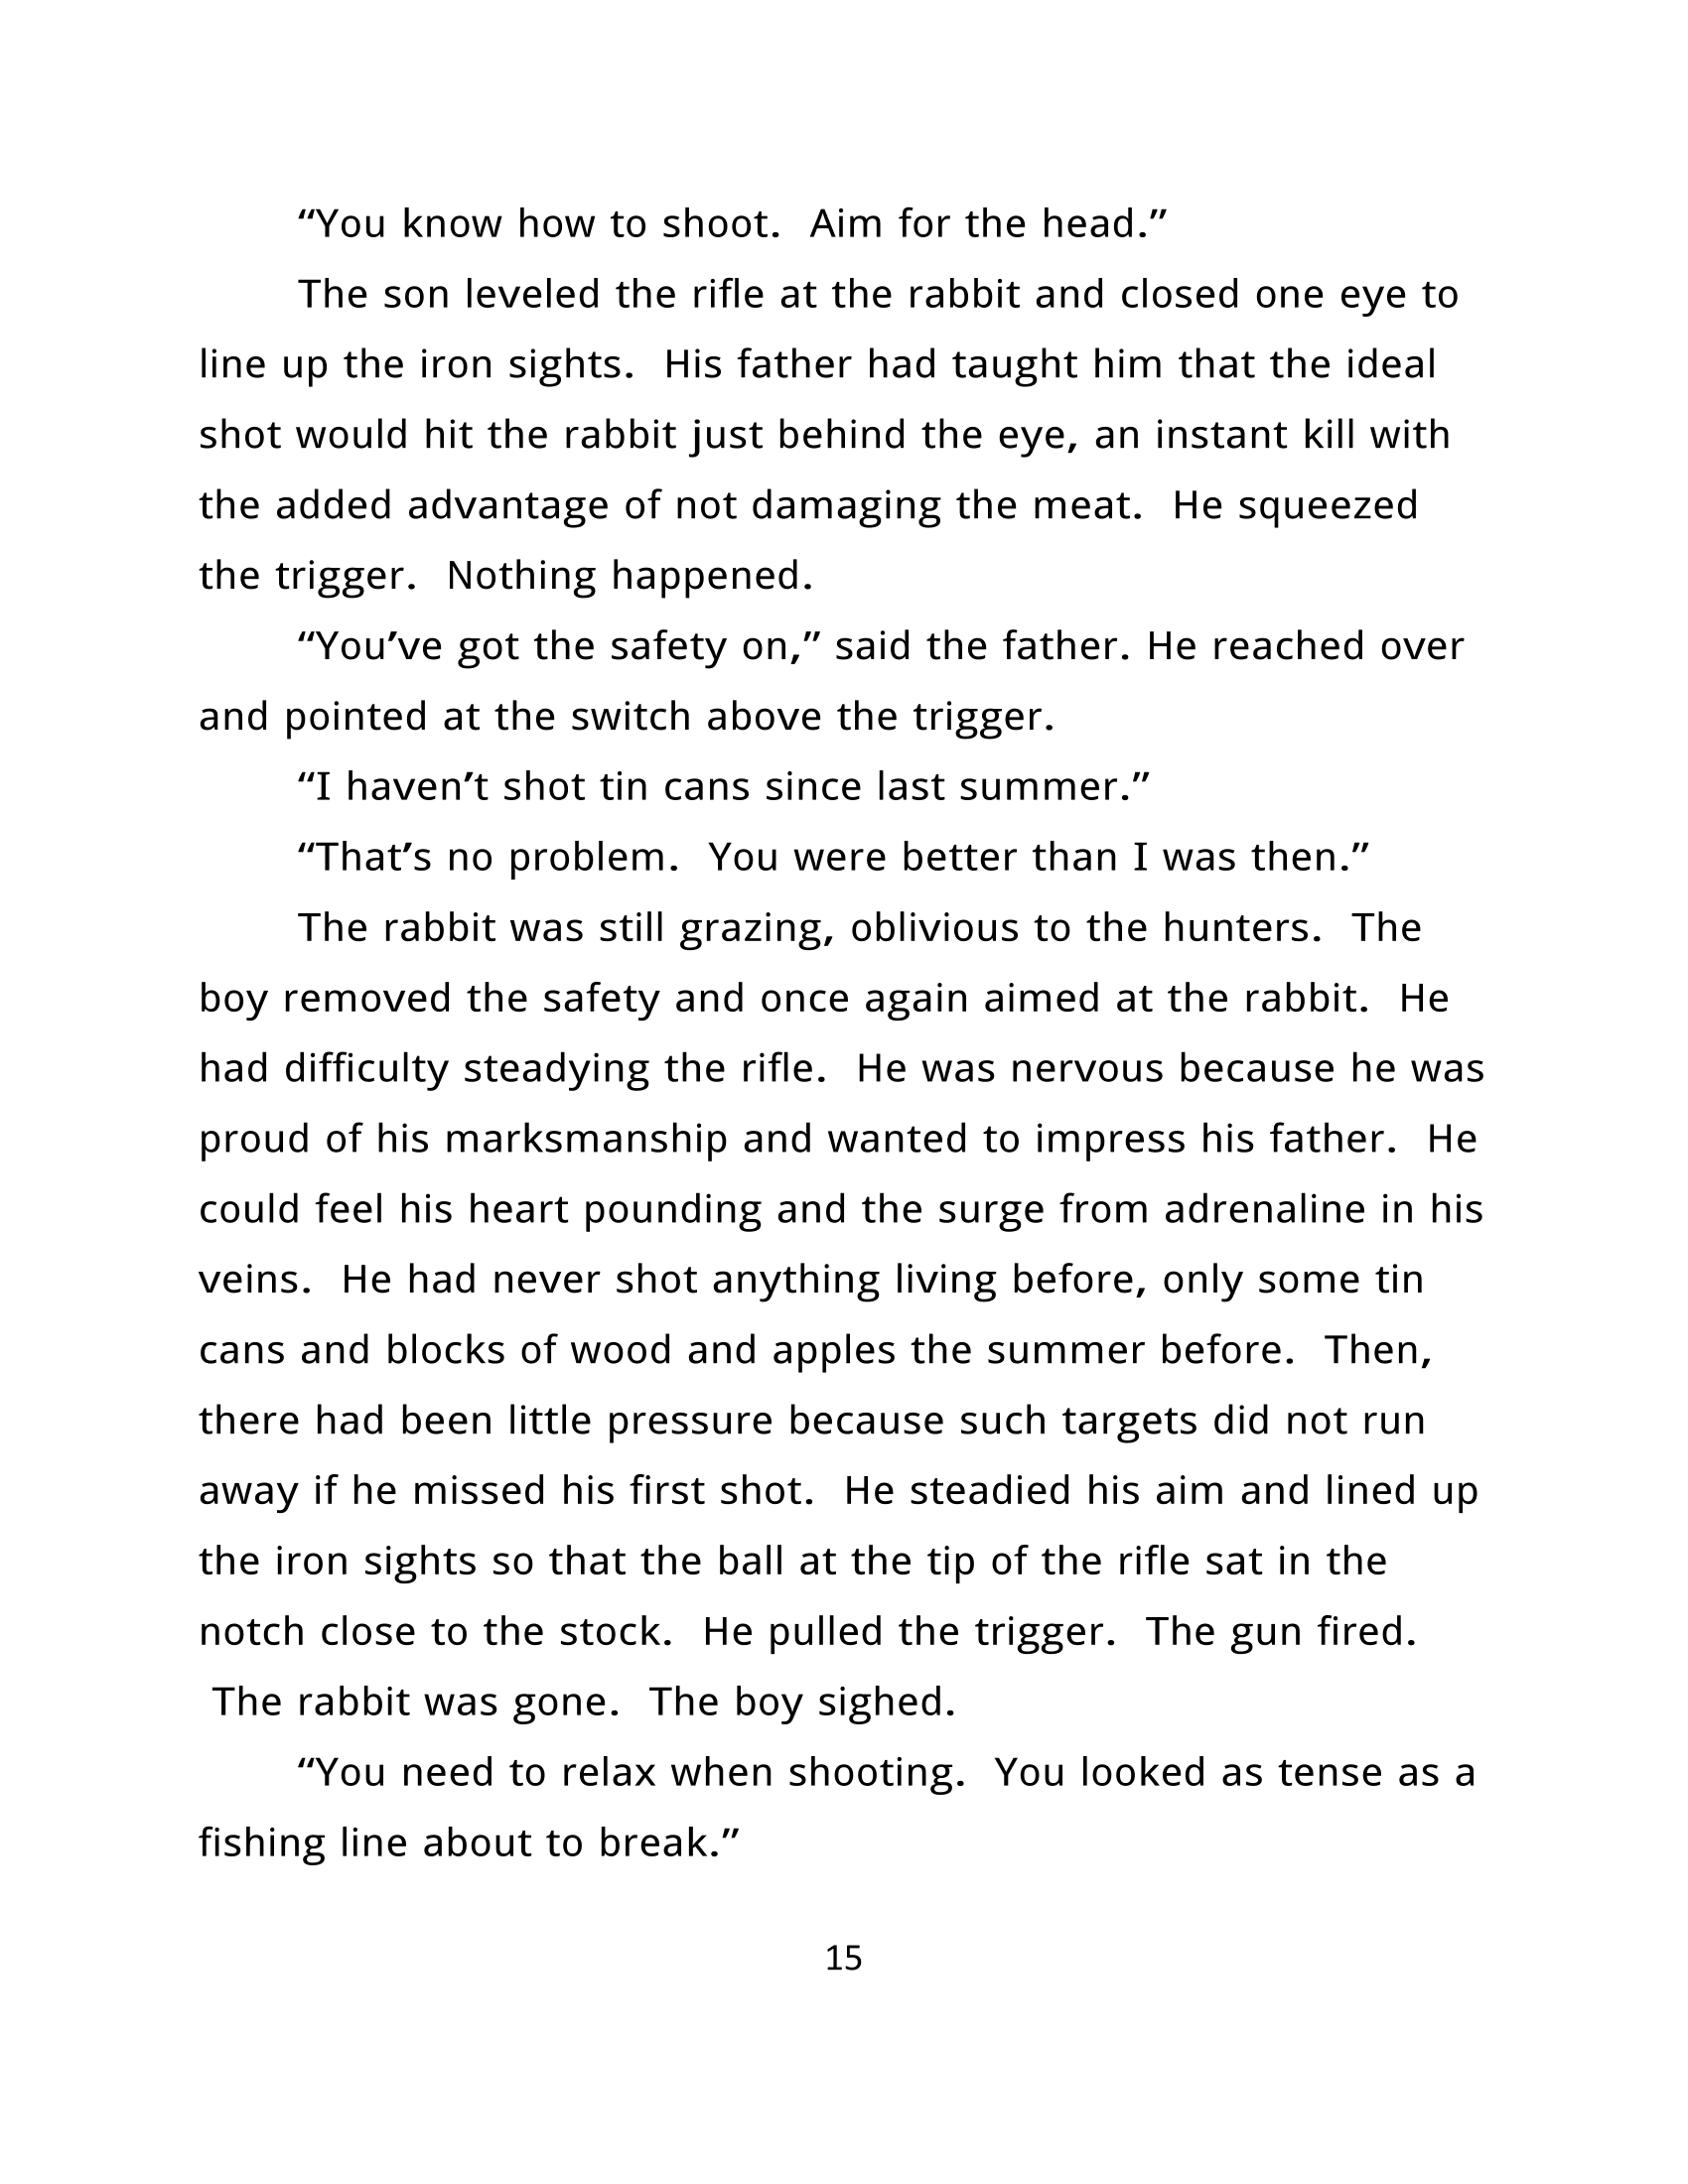 “You know how to shoot.  Aim for the head.”
The son leveled the rifle at the rabbit and closed one eye to
line up the iron sights.  His father had taught him that the ideal
shot would hit the rabbit just behind the eye, an instant kill with
the added advantage of not damaging the meat.  He squeezed
the trigger.  Nothing happened.
“You’ve got the safety on,” said the father. He reached over
and pointed at the switch above the trigger.
“I haven’t shot tin cans since last summer.”
“That’s no problem.  You were better than I was then.”
The rabbit was still grazing, oblivious to the hunters.  The
boy removed the safety and once again aimed at the rabbit.  He
had difficulty steadying the rifle.  He was nervous because he was
proud of his marksmanship and wanted to impress his father.  He
could feel his heart pounding and the surge from adrenaline in his
veins.  He had never shot anything living before, only some tin
cans and blocks of wood and apples the summer before.  Then,
there had been little pressure because such targets did not run
away if he missed his first shot.  He steadied his aim and lined up
the iron sights so that the ball at the tip of the rifle sat in the
notch close to the stock.  He pulled the trigger.  The gun fired.
The rabbit was gone.  The boy sighed.
“You need to relax when shooting.  You looked as tense as a
fishing line about to break.”
15